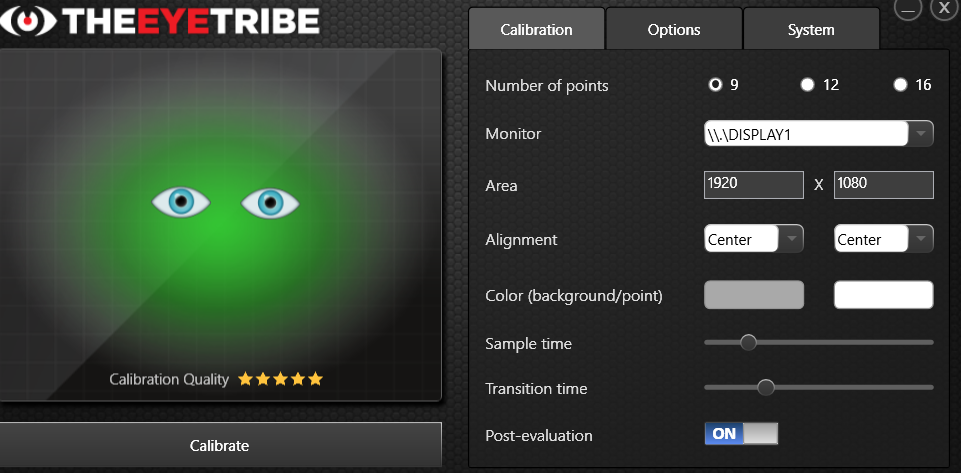 THEEYETRIBE
Calibration Quality
Calibrate
Calibration Options System
Number of points 9 12 16
Monitor \\.\DISPLAY1
Area 1920 X 1080
Alignment Center Center
Color (background/point)
Sample time
Transition time
Post-evaluation ON